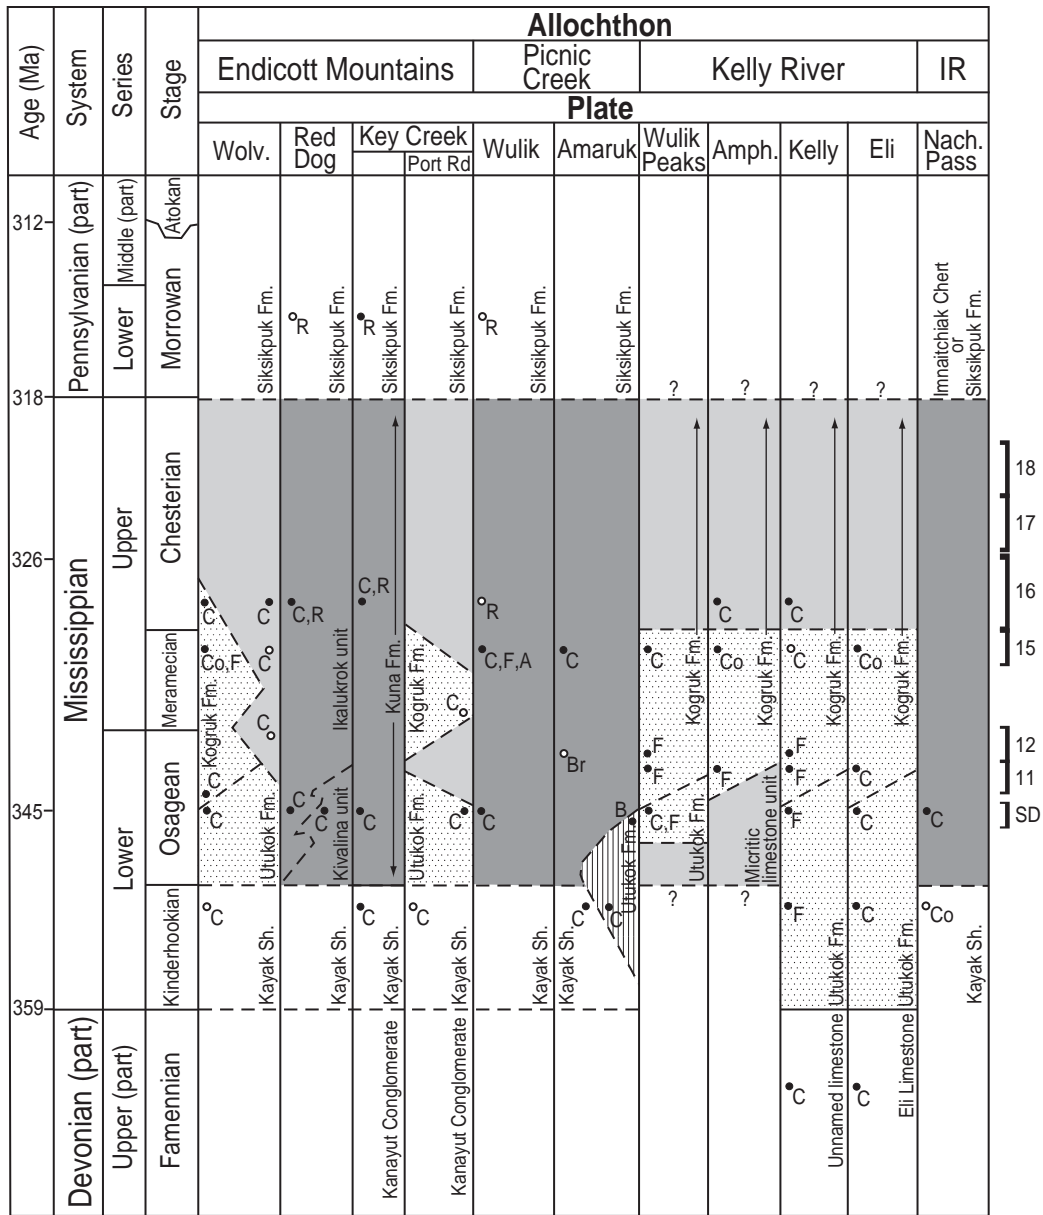 Allochthon
Endicott Mountains
Picnic
Creek
Kelly River
IR
Plate
Age (Ma)
System
Series
Stage
Wolv.
Red
Dog
Key Creek
Port Rd
Wulik
Amaruk
Wulik
Peaks
Amph.
Kelly
Eli
Nach.
Pass
312
318
326
345
359
Pennsylvanian (part)
Mississippian
Devonian (part)
Middle (part)
Lower
Upper
Lower
Upper (part)
Atokan
Morrowan
Chesterian
Meramecian
Osagean
Kinderhookian
Famennian
R
R
R
Siksikpuk Fm.
Siksikpuk Fm.
Siksikpuk Fm.
Siksikpuk Fm.
Siksikpuk Fm.
Siksikpuk Fm.
Imnaitchiak Chert
or
Siksikpuk Fm.
?
?
?
?
C
C
C,R
C,R
R
C
C
Co,F
C
C,F,A
C
C
Co
C
Co
Kogruk Fm.
Ikalukrok unit
Kuna Fm.
Kogruk Fm.
Kogruk Fm.
Kogruk Fm.
Kogruk Fm.
Kogruk Fm.
C
C
Br
F
F
C
F
F
F
C
C
C
C
C
C
C
B
C,F
F
C
C
Utukok Fm.
Kivalina unit
Utukok Fm.
Utukok Fm.
Utukok Fm.
Micritic
limestone unit
?
?
C
C
C
C
C
F
C
Co
Kayak Sh.
Kayak Sh.
Kayak Sh.
Kayak Sh.
Kayak Sh.
Kayak Sh.
Utukok Fm.
Utukok Fm.
Kayak Sh.
Kanayut Conglomerate
Kanayut Conglomerate
Unnamed limestone
Eli Limestone
C
C
18
17
16
15
12
11
SD